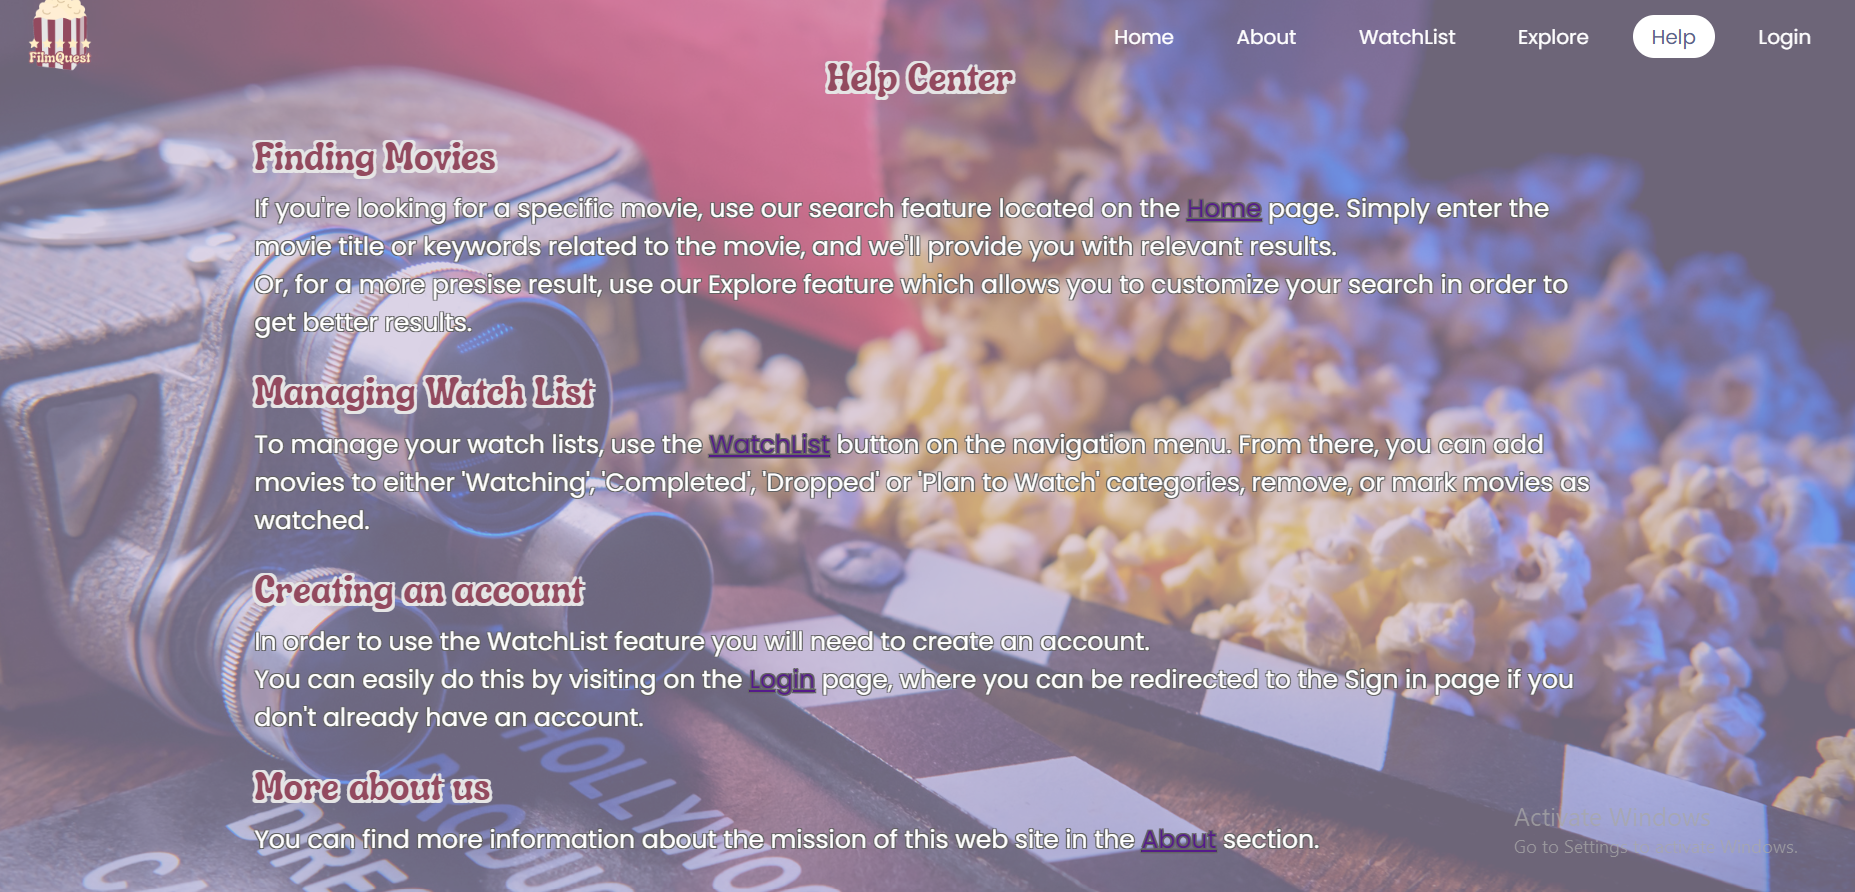 FilmQuest
Home About WatchList Explore Help Login
Help Center
Finding Movies
If you're looking for a specific movie, use our search feature located on the Home page. Simply enter the
movie title or keywords related to the movie, and we'll provide you with relevant results.
Or, for a more presise result, use our Explore feature which allows you to customize your search in order to
get better results.
Managing Watch List
To manage your watch lists, use the WatchList button on the navigation menu. From there, you can add
movies to either 'Watching', 'Completed', 'Dropped' or 'Plan to Watch' categories, remove, or mark movies as
watched.
Creating an account
In order to use the WatchList feature you will need to create an account.
You can easily do this by visiting on the Login page, where you can be redirected to the Sign in page if you
don't already have an account.
More about us
You can find more information about the mission of this web site in the About section.
HOLLYWO
Activate Windows
Go to Settings to activate Windows.